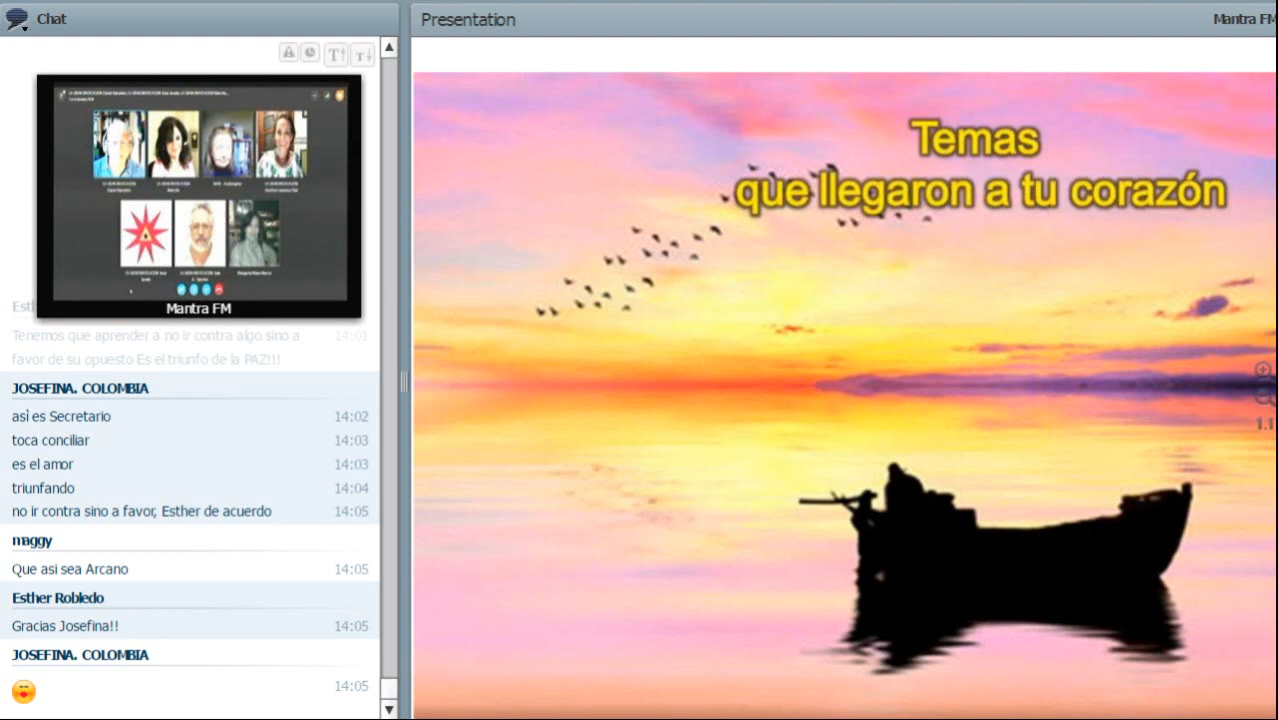 Chat
Presentation
Mantra FM
Temas
que llegaron a tu corazón
Mantra FM
Tenemos que aprender a no ir contra algo sino a 14:01
favor de su opuesto Es el triunfo de la PAZ!!!
JOSEFINA. COLOMBIA
asì es Secretario 14:02
toca conciliar 14:03
es el amor 14:03
triunfando 14:04
no ir contra sino a favor, Esther de acuerdo 14:05
maggy
Que asi sea Arcano 14:05
Esther Robledo
Gracias Josefina!! 14:05
JOSEFINA. COLOMBIA
14:05
1.1